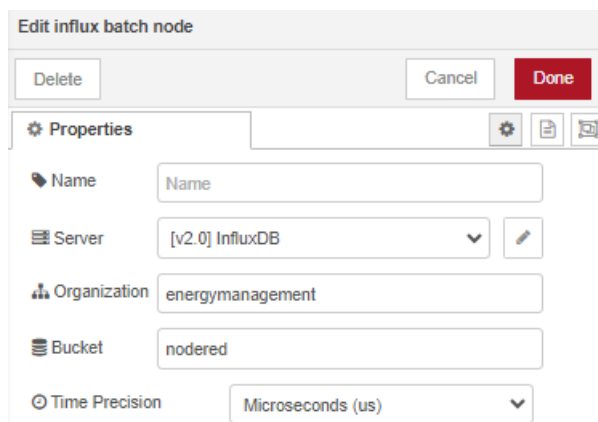 Edit influx batch node
Delete
Cancel
Done
Properties
Name
Name
Server
[v2.0] InfluxDB
Organization
energymanagement
Bucket
nodered
Time Precision
Microseconds (us)